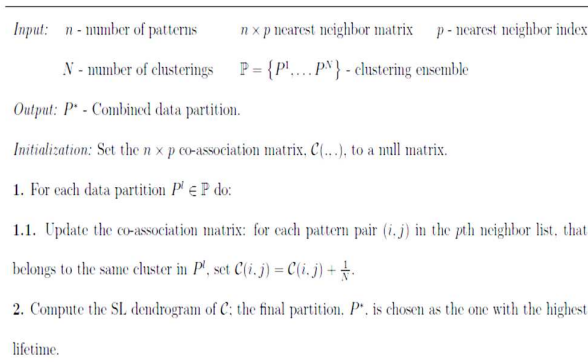 Input: n - number of patterns n × p nearest neighbor matrix p - nearest neighbor index
N - number of clusterings ℙ = {P¹, … Pᴺ} - clustering ensemble
Output: P* - Combined data partition.
Initialization: Set the n × p co-association matrix, 𝒞(...), to a null matrix.
1. For each data partition Pˡ ∈ ℙ do:
1.1. Update the co-association matrix: for each pattern pair (i, j) in the pth neighbor list, that
belongs to the same cluster in Pˡ, set 𝒞(i, j) = 𝒞(i, j) + 1/N.
2. Compute the SL dendrogram of 𝒞; the final partition, P*, is chosen as the one with the highest
lifetime.